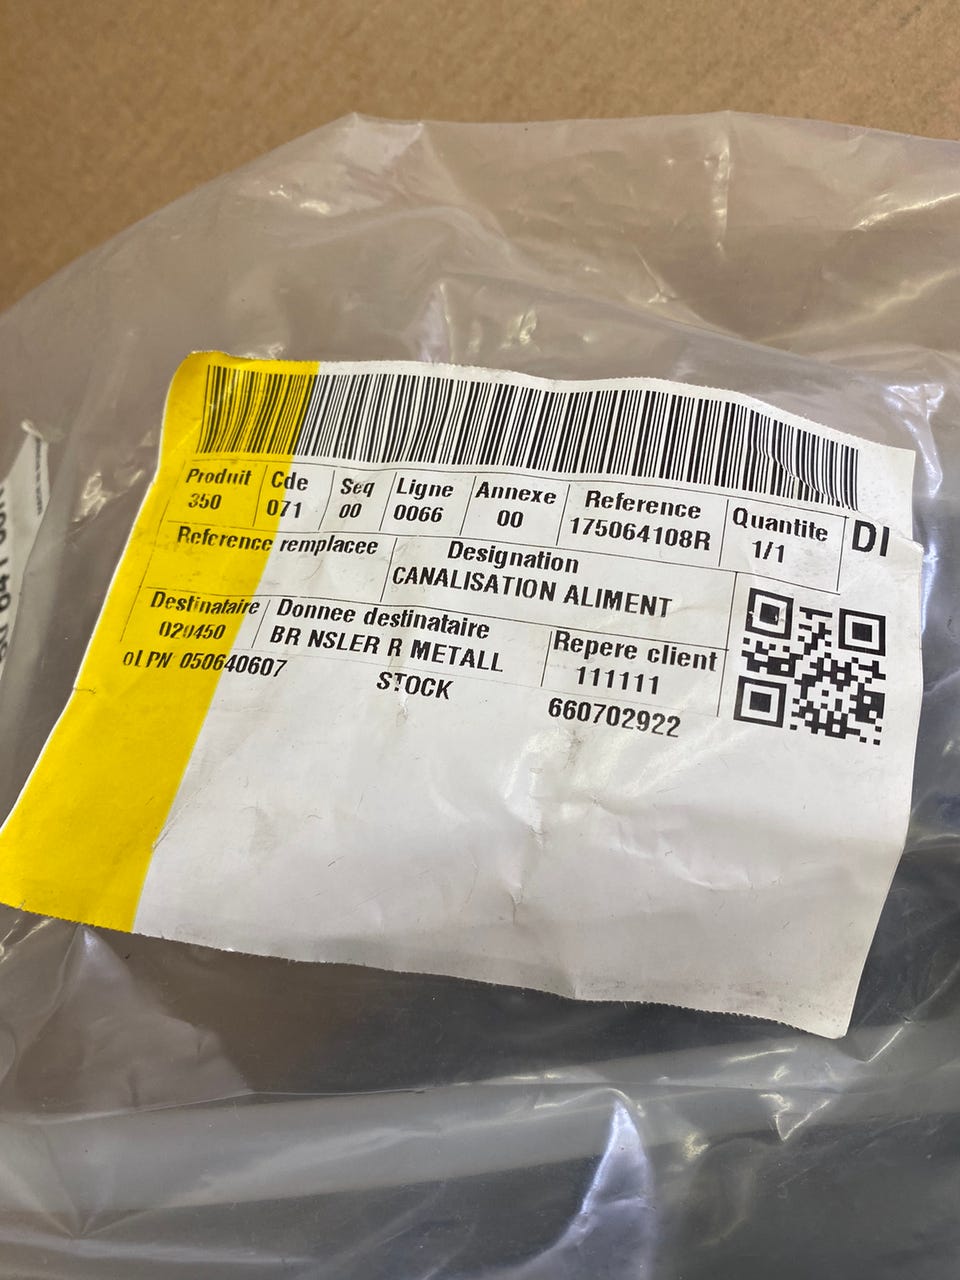 Produit Cde Seq Ligne Annexe Reference Quantite DI
350 071 00 0066 00 175064108R 1/1
Reference remplacee Designation
CANALISATION ALIMENT
Destinataire Donnee destinataire Repere client
020450 BR NSLER R METALL 111111
oLPN 050640607 STOCK 660702922